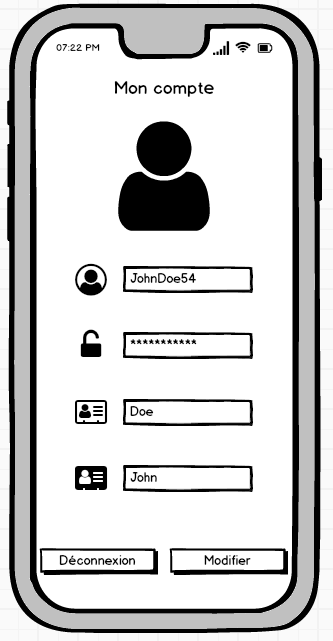 07:22 PM
Mon compte
JohnDoe54
***********
Doe
John
Déconnexion
Modifier